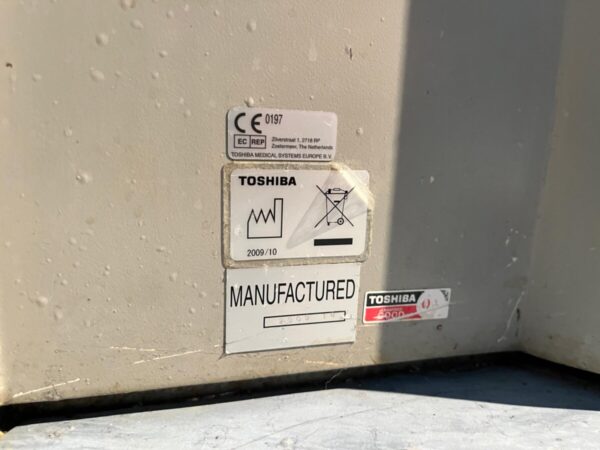 CE 0197
EC REP
Zilverstraat 1, 2718 RP
Zoetermeer, The Netherlands
TOSHIBA MEDICAL SYSTEMS EUROPE B.V.
TOSHIBA
2009/10
MANUFACTURED
TOSHIBA